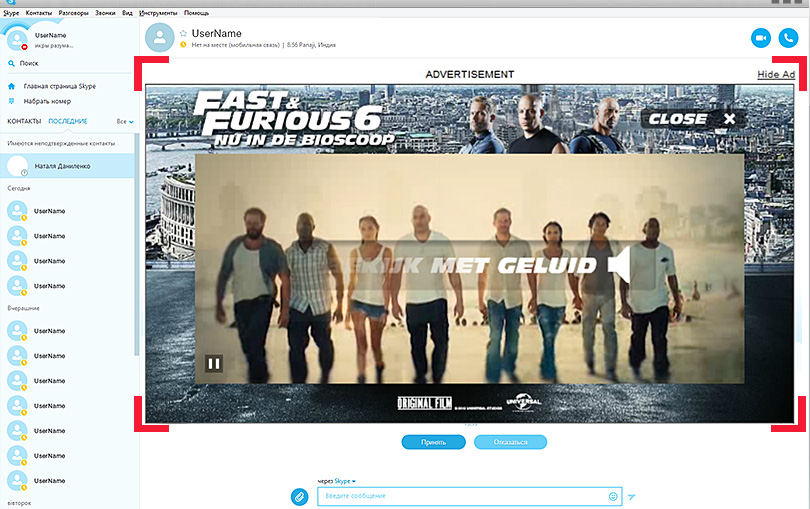 Skype Контакты Разговоры Звонки Вид Инструменты Помощь
UserName
икры разума...
Поиск
Главная страница Skype
Набрать номер
КОНТАКТЫ ПОСЛЕДНИЕ Все
Имеются неподтвержденные контакты
Наталя Даниленко
Сегодня
UserName
UserName
UserName
UserName
Вчерашние
UserName
UserName
UserName
UserName
UserName
UserName
UserName
вівторок
UserName
Нет на месте (мобильная связь) | 8:56 Panaji, Индия
ADVERTISEMENT
Hide Ad
FAST &
FURIOUS 6
NU IN DE BIOSCOOP
CLOSE X
BEKIJK MET GELUID
ORIGINAL FILM
UNIVERSAL
Принять
Отказаться
через Skype
Введите сообщение